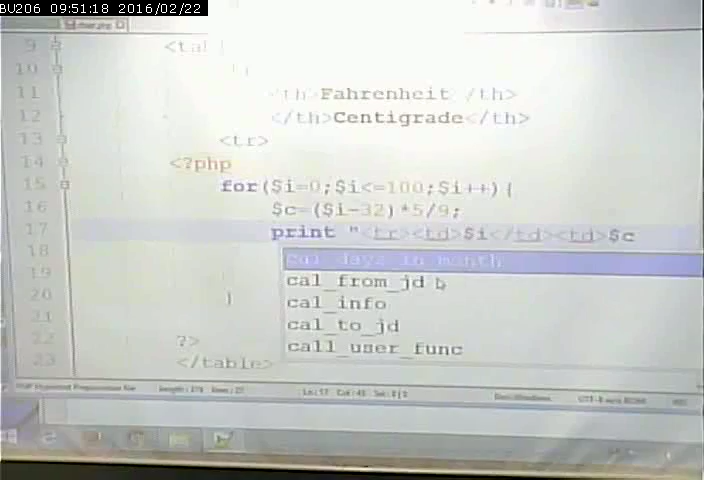 BU206 09:51:18 2016/02/22
9 <tabl
10
11 <th>Fahrenheit</th>
12 </th>Centigrade</th>
13 <tr>
14 <?php
15 for($i=0;$i<=100;$i++){
16 $c=($i-32)*5/9;
17 print "<tr><td>$i</td><td>$c
18 cal_days_in_month
19 cal_from_jd
20 } cal_info
21 cal_to_jd
22 ?> call_user_func
23 </table>